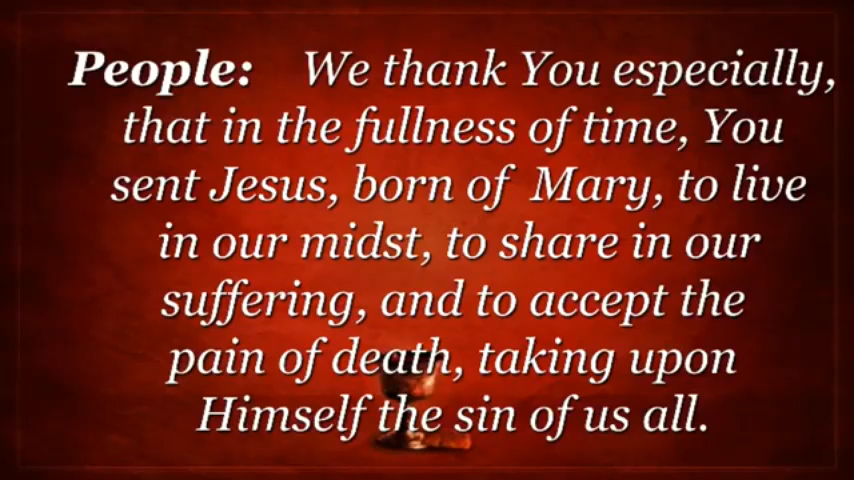 People: We thank You especially,
that in the fullness of time, You
sent Jesus, born of Mary, to live
in our midst, to share in our
suffering, and to accept the
pain of death, taking upon
Himself the sin of us all.